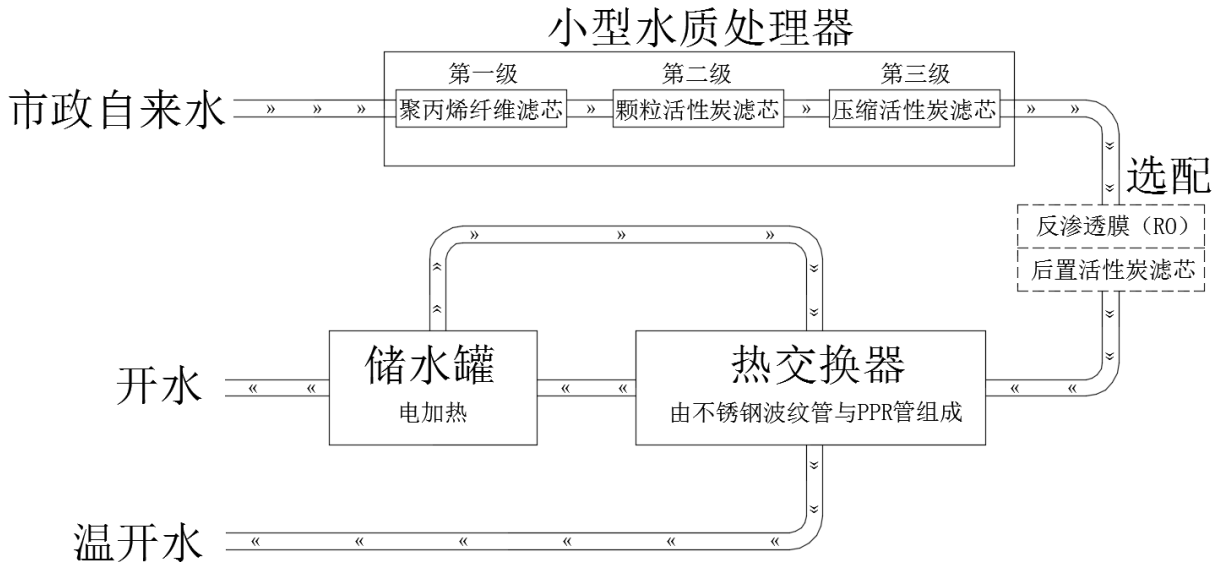 小型水质处理器
第一级
第二级
第三级
市政自来水
聚丙烯纤维滤芯
颗粒活性炭滤芯
压缩活性炭滤芯
选配
反渗透膜（RO）
后置活性炭滤芯
开水
储水罐
电加热
热交换器
由不锈钢波纹管与PPR管组成
温开水